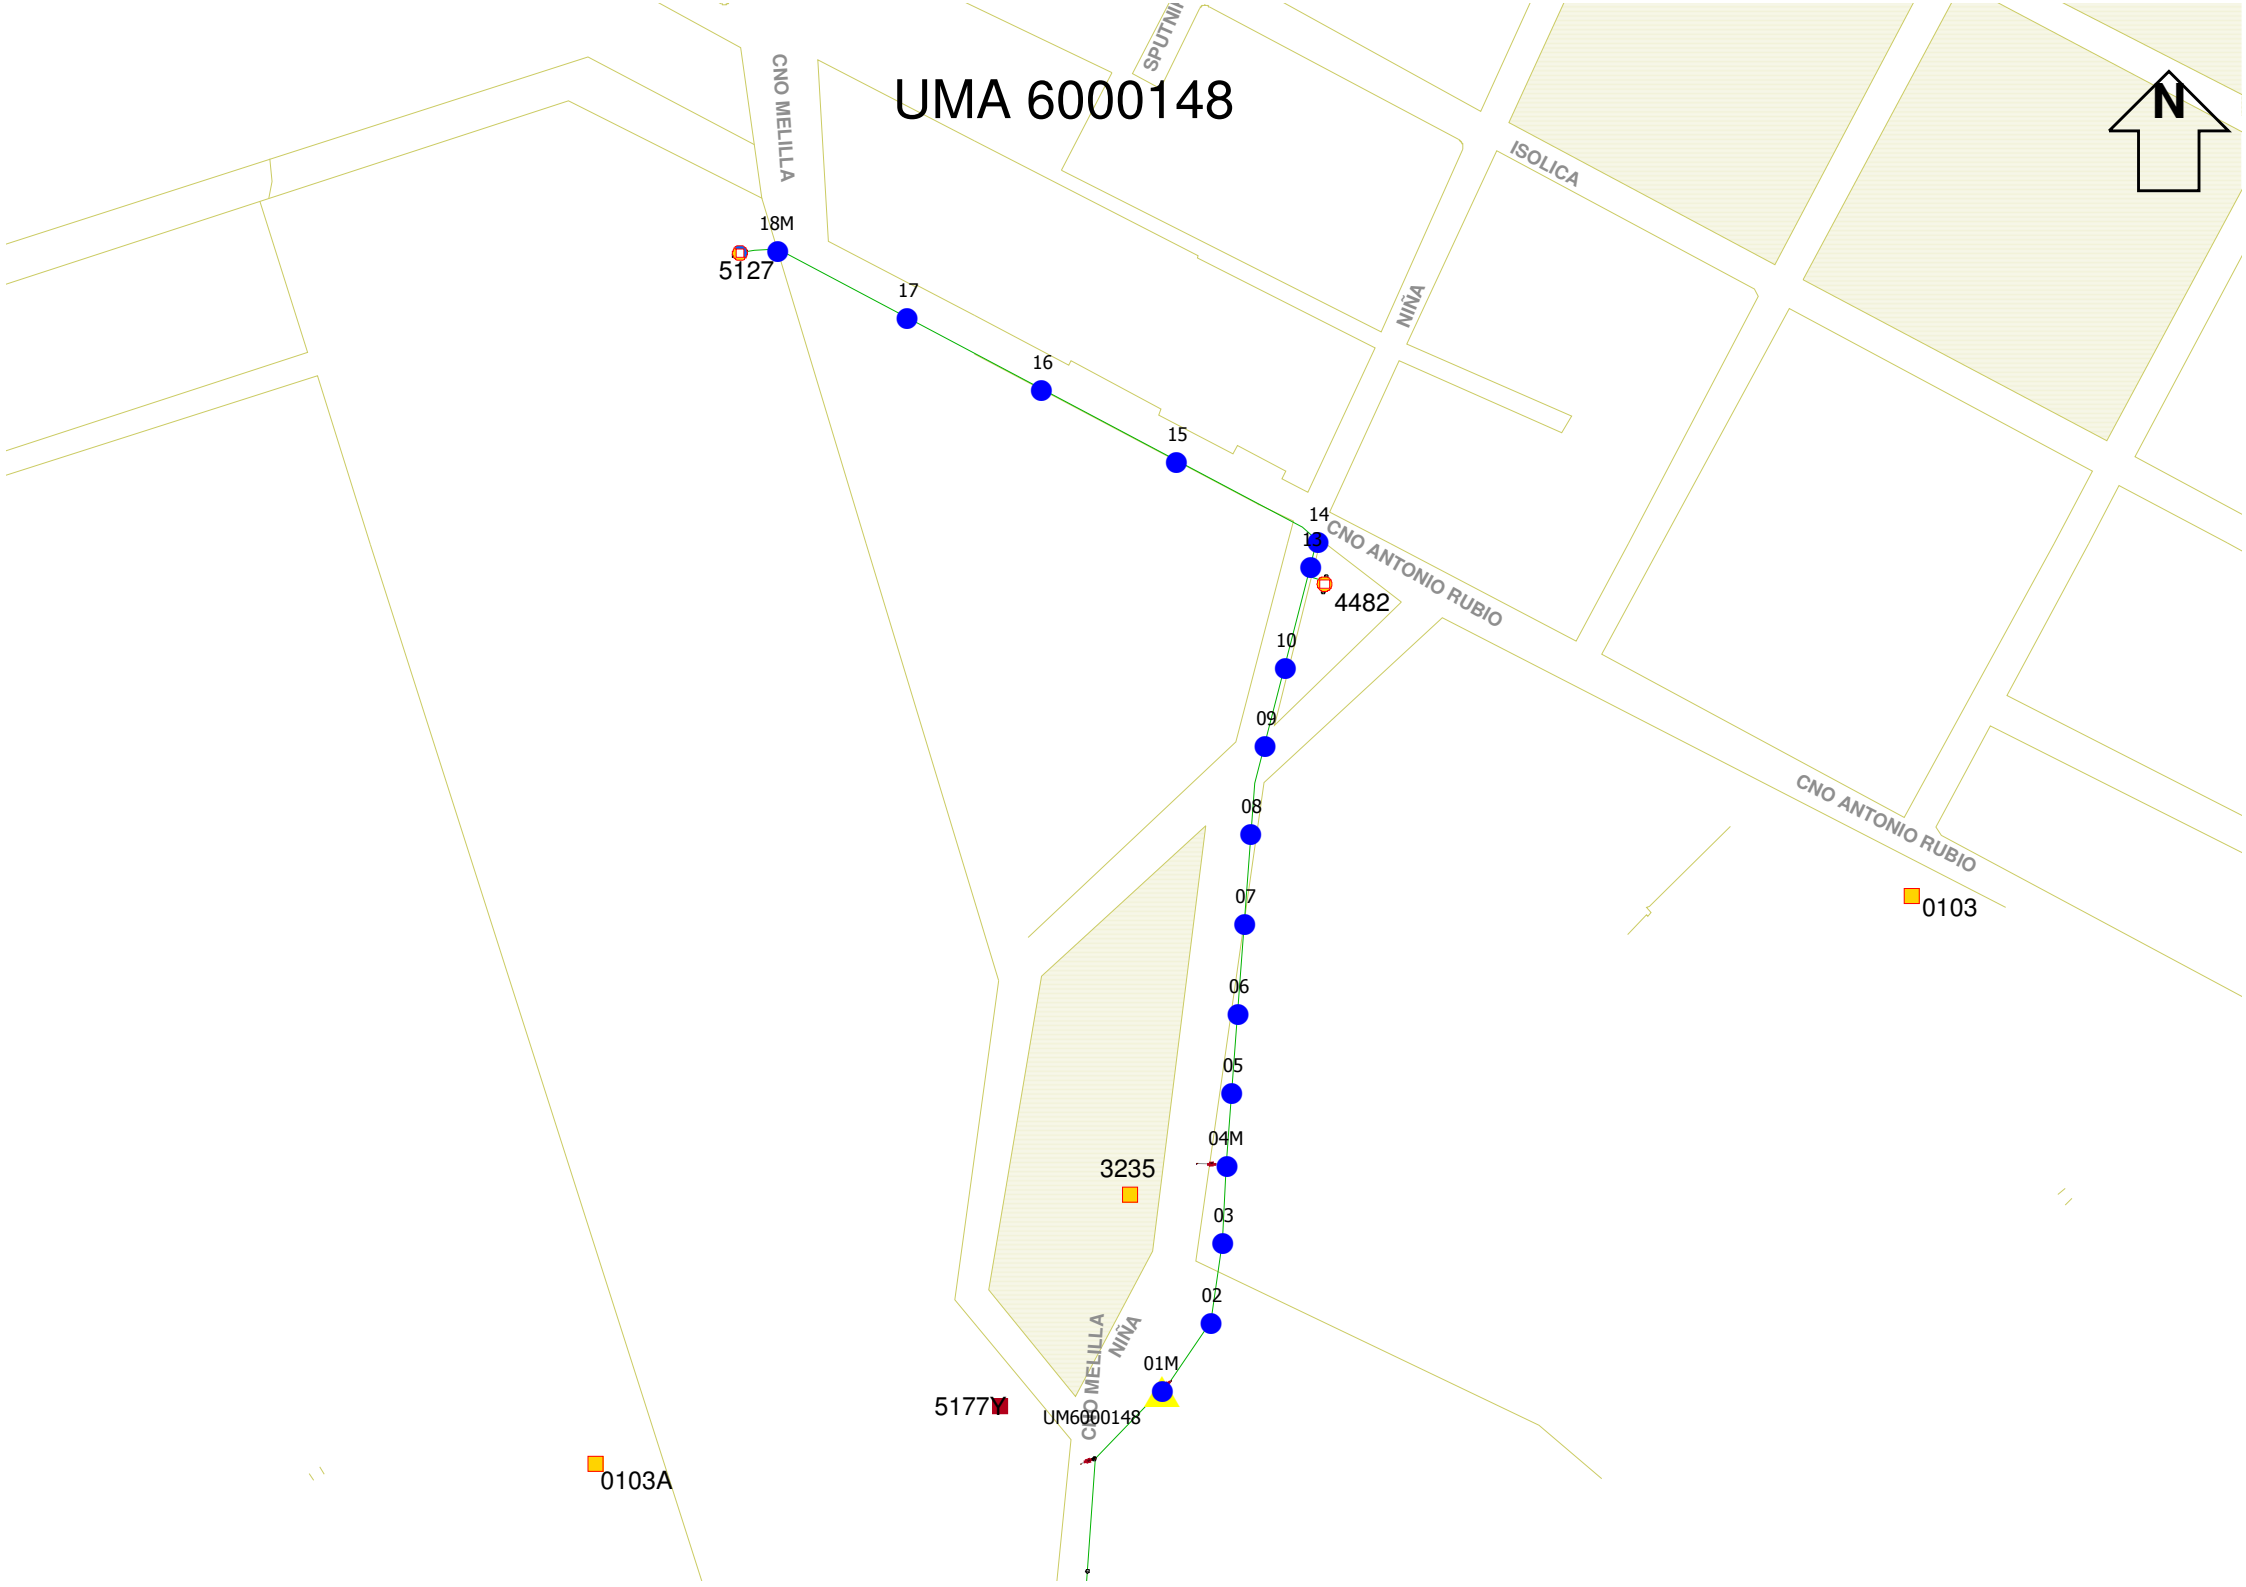 SPUTNI
CNO MELILLA
UMA 6000148
N
ISOLICA
18M
5127
17
NIÑA
16
15
14
13
CNO ANTONIO RUBIO
4482
10
09
CNO ANTONIO RUBIO
08
07
0103
06
05
04M
3235
03
02
CNO MELILLA
NIÑA
01M
5177Y
UM6000148
0103A